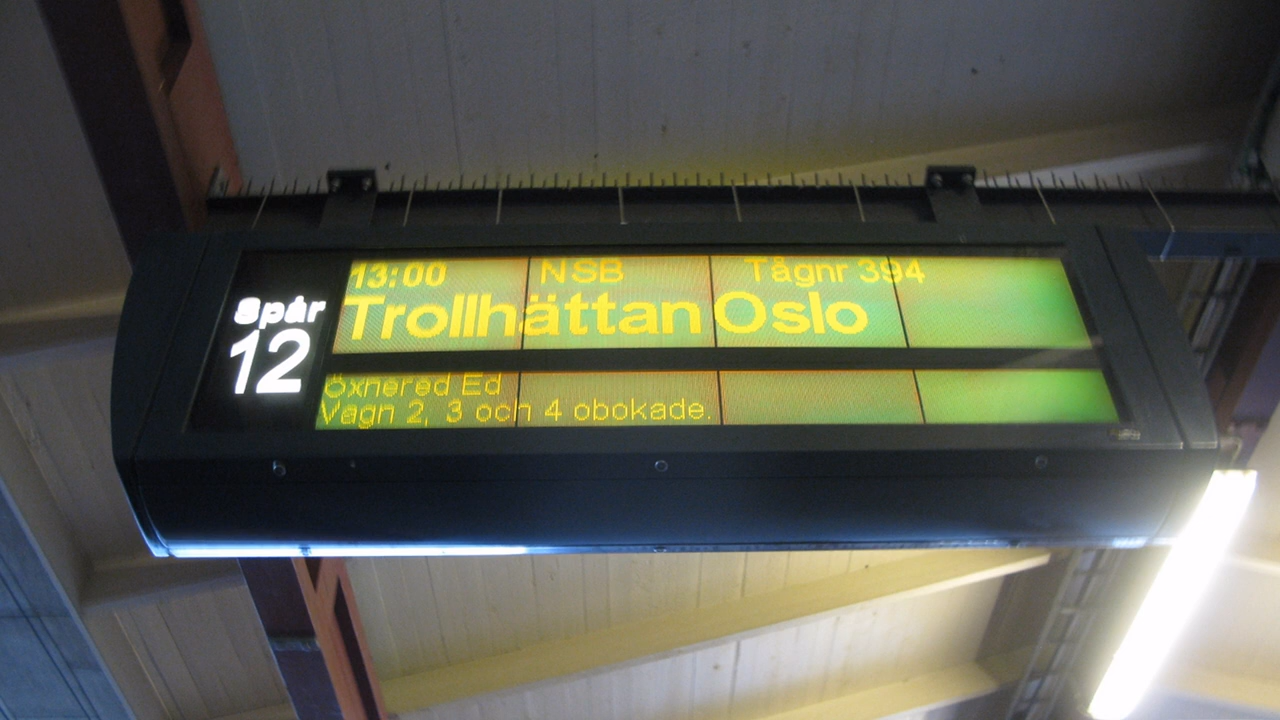 Spår
12
13:00 NSB Tågnr 394
Trollhättan Oslo
Öxnered Ed
Vagn 2, 3 och 4 obokade.